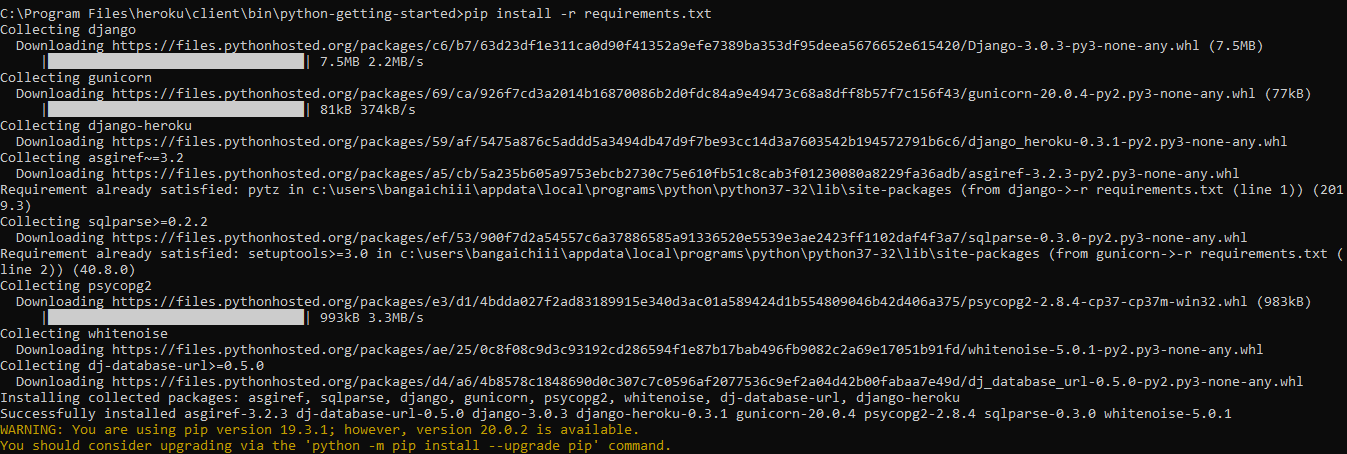 C:\Program Files\heroku\client\bin\python-getting-started>pip install -r requirements.txt
Collecting django
Downloading https://files.pythonhosted.org/packages/c6/b7/63d23df1e311ca0d90f41352a9efe7389ba353df95deea5676652e615420/Django-3.0.3-py3-none-any.whl (7.5MB)
|████████████████████████████████| 7.5MB 2.2MB/s
Collecting gunicorn
Downloading https://files.pythonhosted.org/packages/69/ca/926f7cd3a2014b16870086b2d0fdc84a9e49473c68a8dff8b57f7c156f43/gunicorn-20.0.4-py2.py3-none-any.whl (77kB)
|████████████████████████████████| 81kB 374kB/s
Collecting django-heroku
Downloading https://files.pythonhosted.org/packages/59/af/5475a876c5addd5a3494db47d9f7be93cc14d3a7603542b194572791b6c6/django_heroku-0.3.1-py2.py3-none-any.whl
Collecting asgiref~=3.2
Downloading https://files.pythonhosted.org/packages/a5/cb/5a235b605a9753ebcb2730c75e610fb51c8cab3f01230080a8229fa36adb/asgiref-3.2.3-py2.py3-none-any.whl
Requirement already satisfied: pytz in c:\users\bangaichiii\appdata\local\programs\python\python37-32\lib\site-packages (from django->-r requirements.txt (line 1)) (201
9.3)
Collecting sqlparse>=0.2.2
Downloading https://files.pythonhosted.org/packages/ef/53/900f7d2a54557c6a37886585a91336520e5539e3ae2423ff1102daf4f3a7/sqlparse-0.3.0-py2.py3-none-any.whl
Requirement already satisfied: setuptools>=3.0 in c:\users\bangaichiii\appdata\local\programs\python\python37-32\lib\site-packages (from gunicorn->-r requirements.txt (
line 2)) (40.8.0)
Collecting psycopg2
Downloading https://files.pythonhosted.org/packages/e3/d1/4bdda027f2ad83189915e340d3ac01a589424d1b554809046b42d406a375/psycopg2-2.8.4-cp37-cp37m-win32.whl (983kB)
|████████████████████████████████| 993kB 3.3MB/s
Collecting whitenoise
Downloading https://files.pythonhosted.org/packages/ae/25/0c8f08c9d3c93192cd286594f1e87b17bab496fb9082c2a69e17051b91fd/whitenoise-5.0.1-py2.py3-none-any.whl
Collecting dj-database-url>=0.5.0
Downloading https://files.pythonhosted.org/packages/d4/a6/4b8578c1848690d0c307c7c0596af2077536c9ef2a04d42b00fabaa7e49d/dj_database_url-0.5.0-py2.py3-none-any.whl
Installing collected packages: asgiref, sqlparse, django, gunicorn, psycopg2, whitenoise, dj-database-url, django-heroku
Successfully installed asgiref-3.2.3 dj-database-url-0.5.0 django-3.0.3 django-heroku-0.3.1 gunicorn-20.0.4 psycopg2-2.8.4 sqlparse-0.3.0 whitenoise-5.0.1
WARNING: You are using pip version 19.3.1; however, version 20.0.2 is available.
You should consider upgrading via the 'python -m pip install --upgrade pip' command.